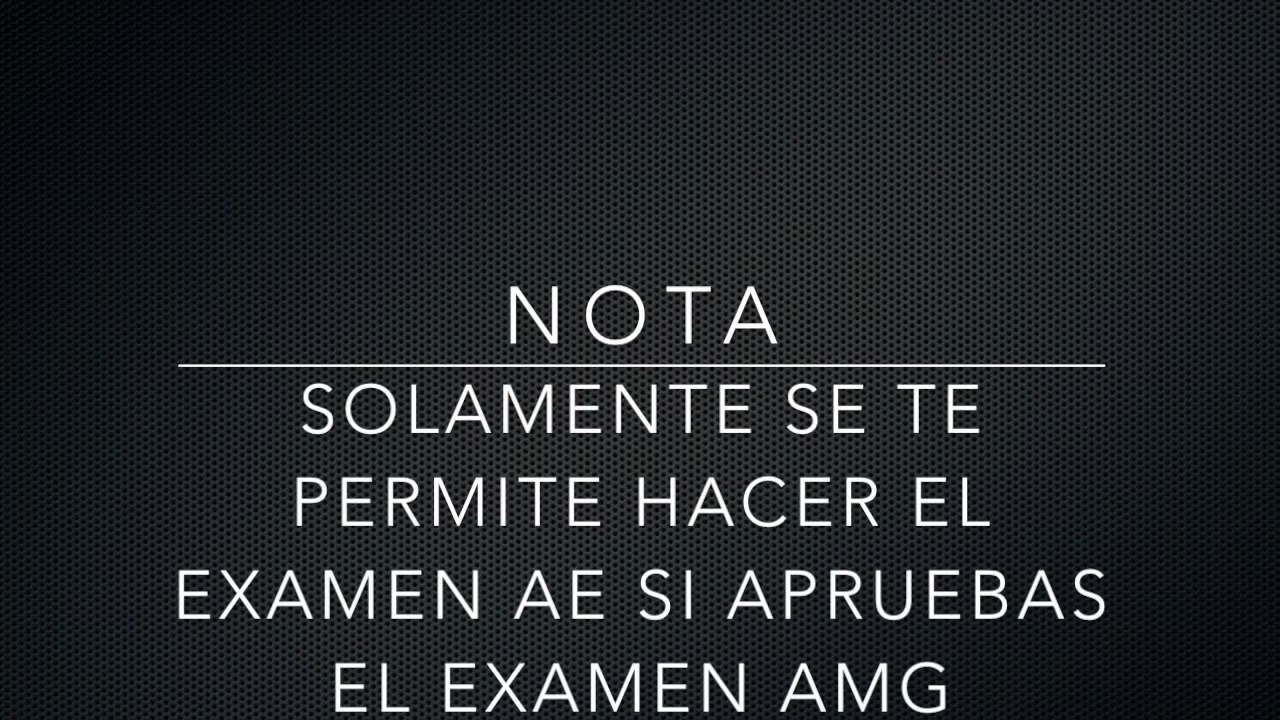 NOTA
SOLAMENTE SE TE
PERMITE HACER EL
EXAMEN AE SI APRUEBAS
EL EXAMEN AMG